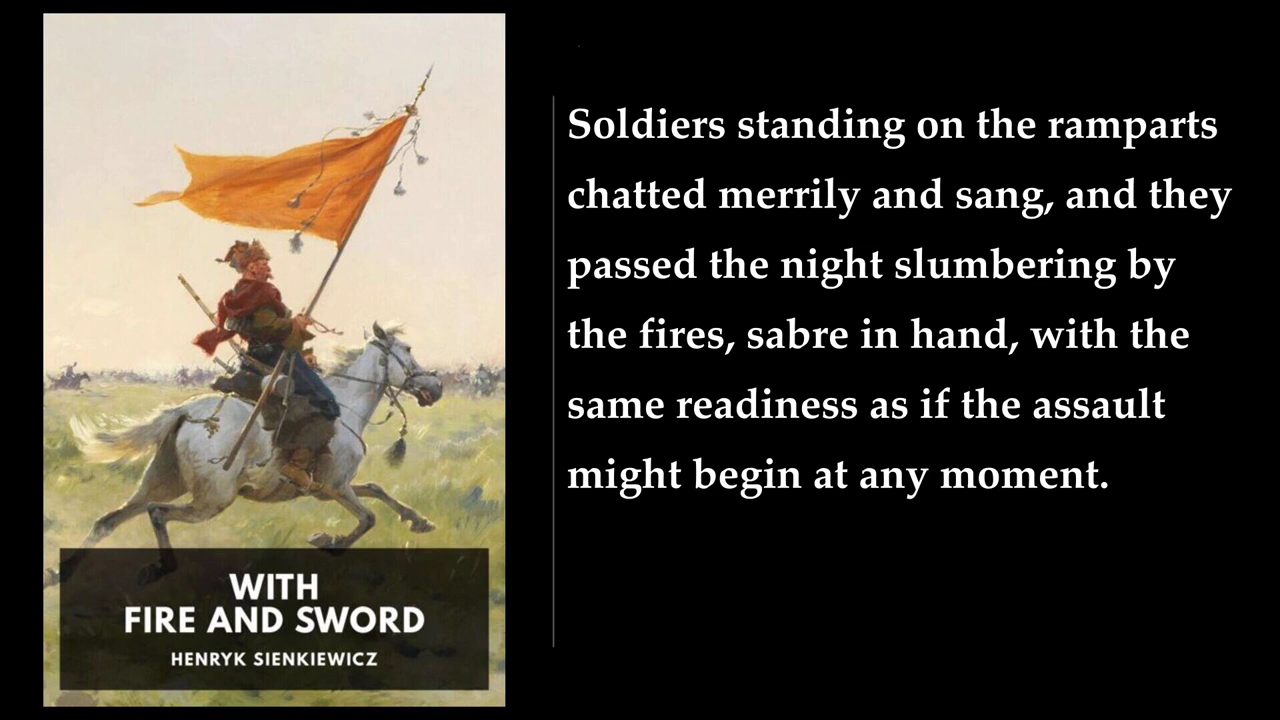 Soldiers standing on the ramparts
chatted merrily and sang, and they
passed the night slumbering by
the fires, sabre in hand, with the
same readiness as if the assault
might begin at any moment.
WITH
FIRE AND SWORD
HENRYK SIENKIEWICZ